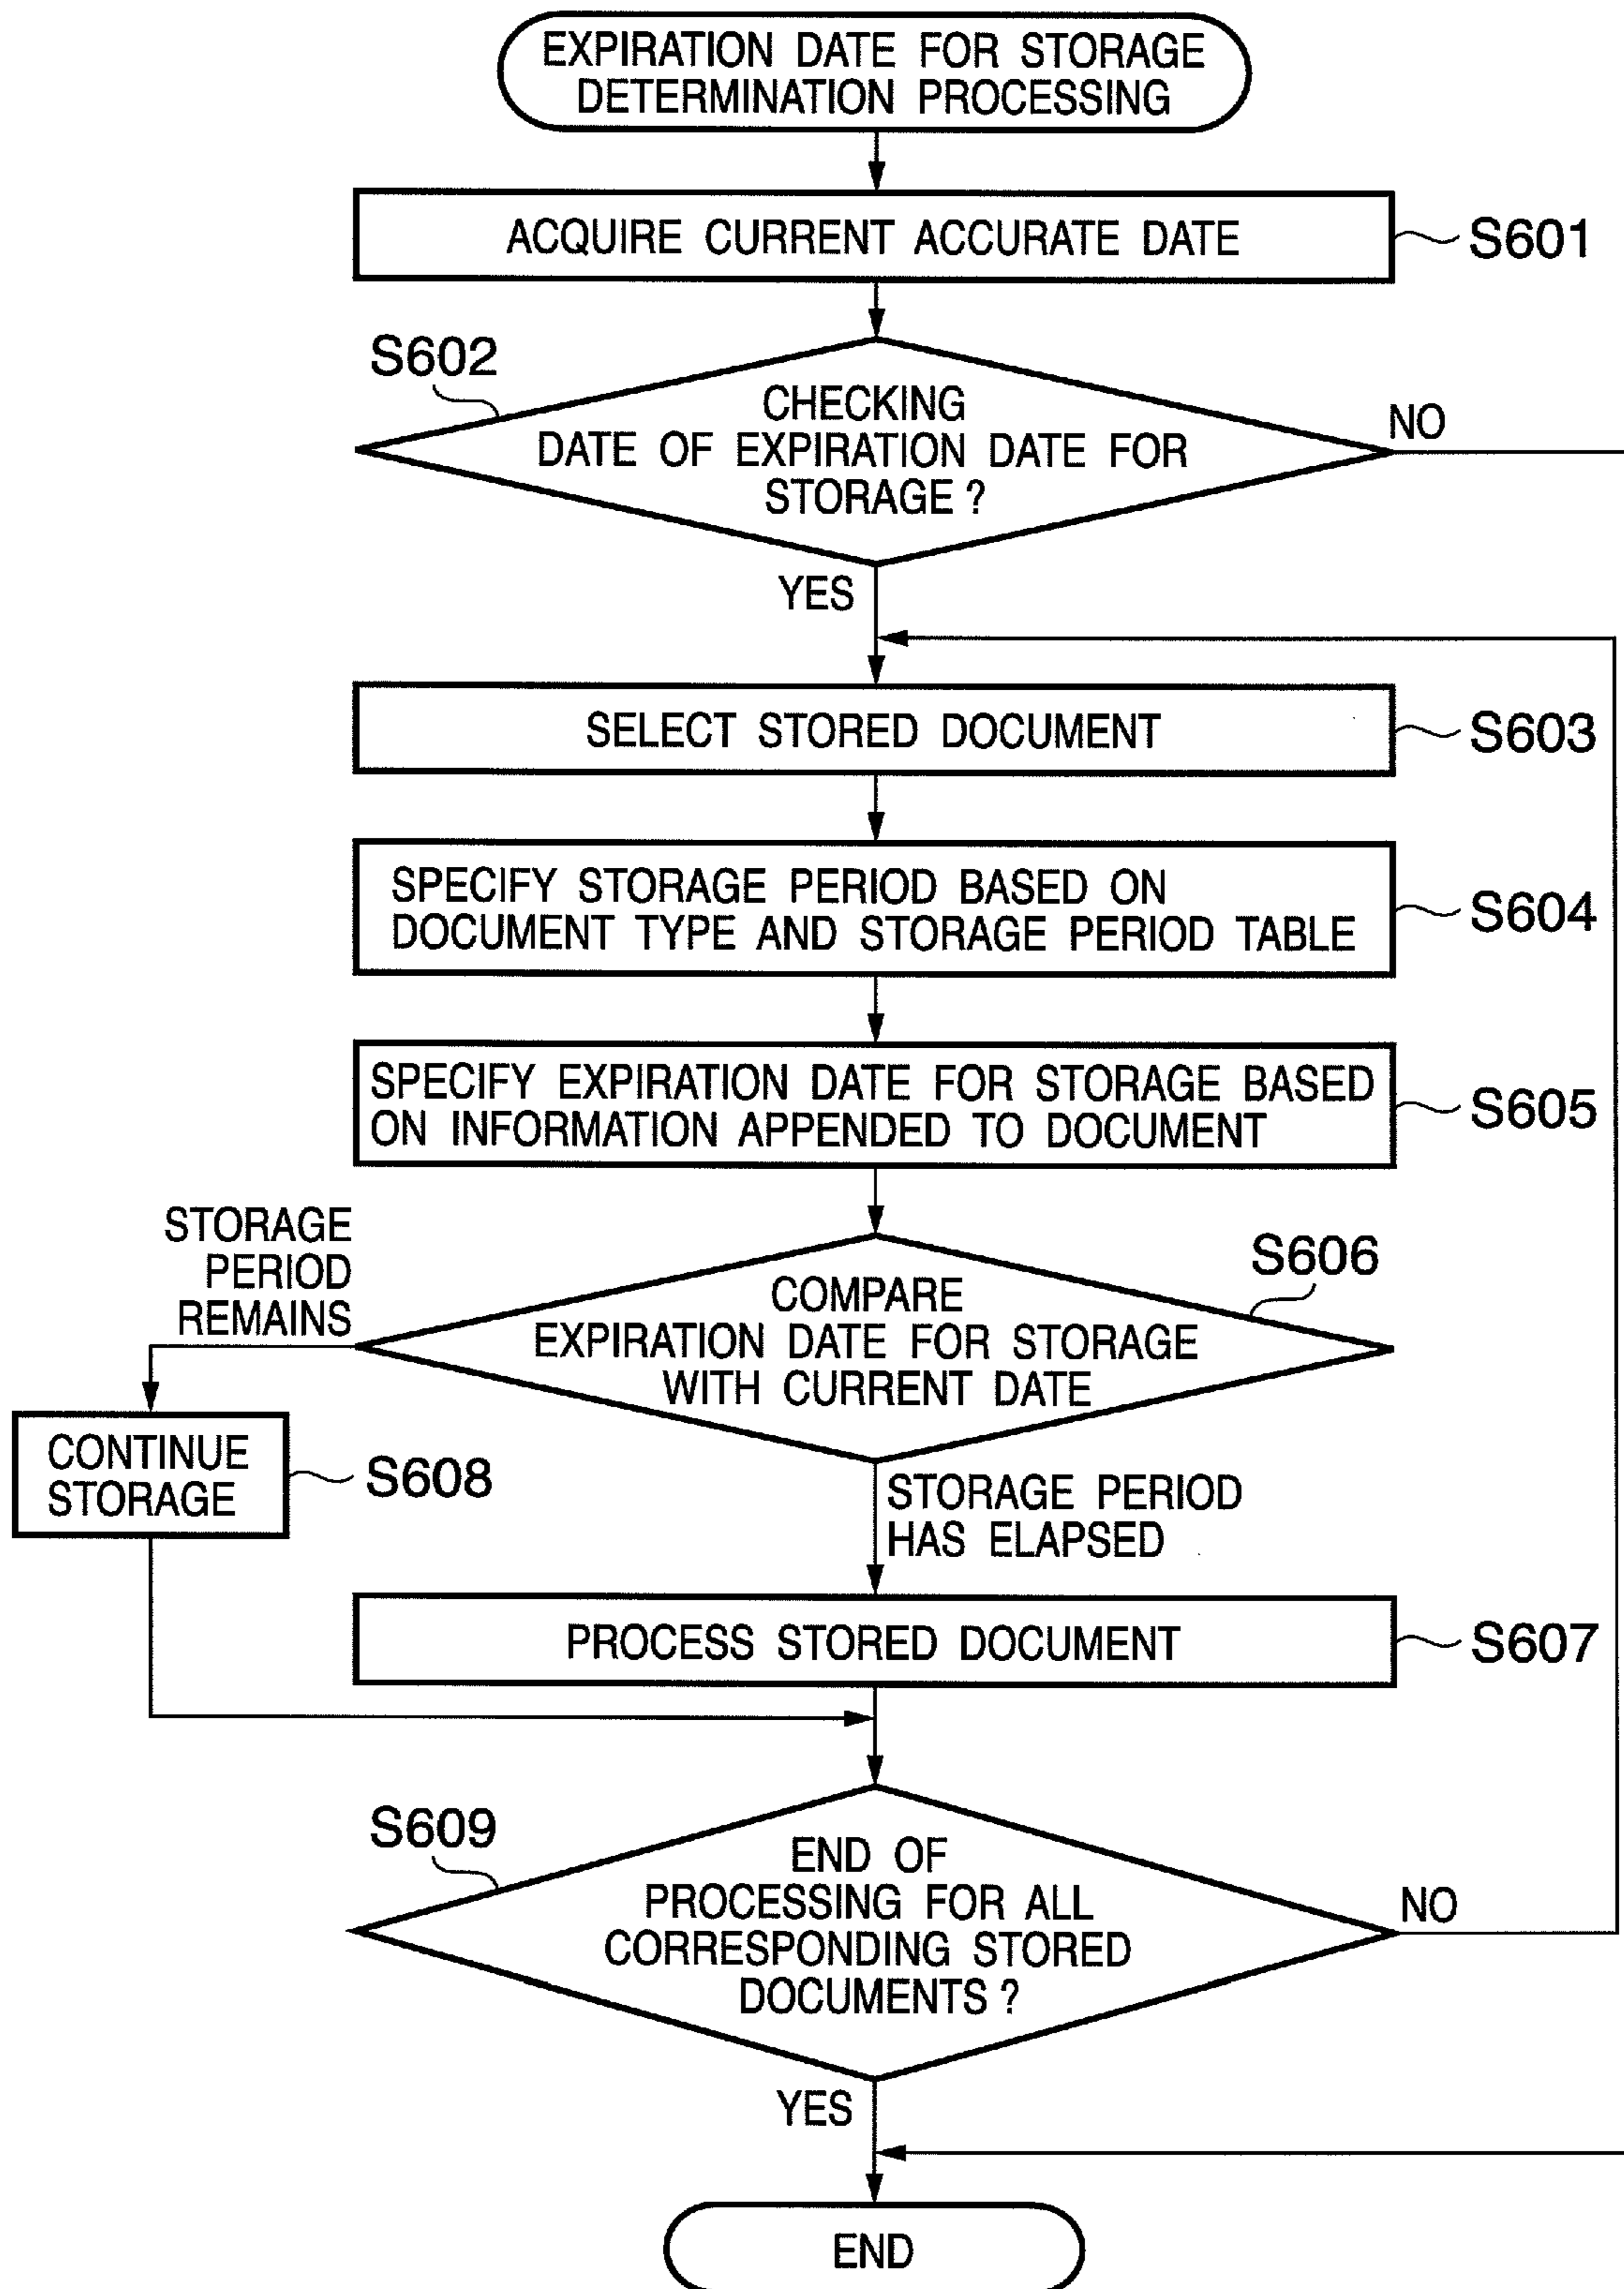 EXPIRATION DATE FOR STORAGE
DETERMINATION PROCESSING
ACQUIRE CURRENT ACCURATE DATE
S601
S602
CHECKING
DATE OF EXPIRATION DATE FOR
STORAGE ?
NO
YES
SELECT STORED DOCUMENT
S603
SPECIFY STORAGE PERIOD BASED ON
DOCUMENT TYPE AND STORAGE PERIOD TABLE
S604
SPECIFY EXPIRATION DATE FOR STORAGE BASED
ON INFORMATION APPENDED TO DOCUMENT
S605
STORAGE
PERIOD
REMAINS
S606
COMPARE
EXPIRATION DATE FOR STORAGE
WITH CURRENT DATE
CONTINUE
STORAGE
S608
STORAGE PERIOD
HAS ELAPSED
PROCESS STORED DOCUMENT
S607
S609
END OF
PROCESSING FOR ALL
CORRESPONDING STORED
DOCUMENTS ?
NO
YES
END